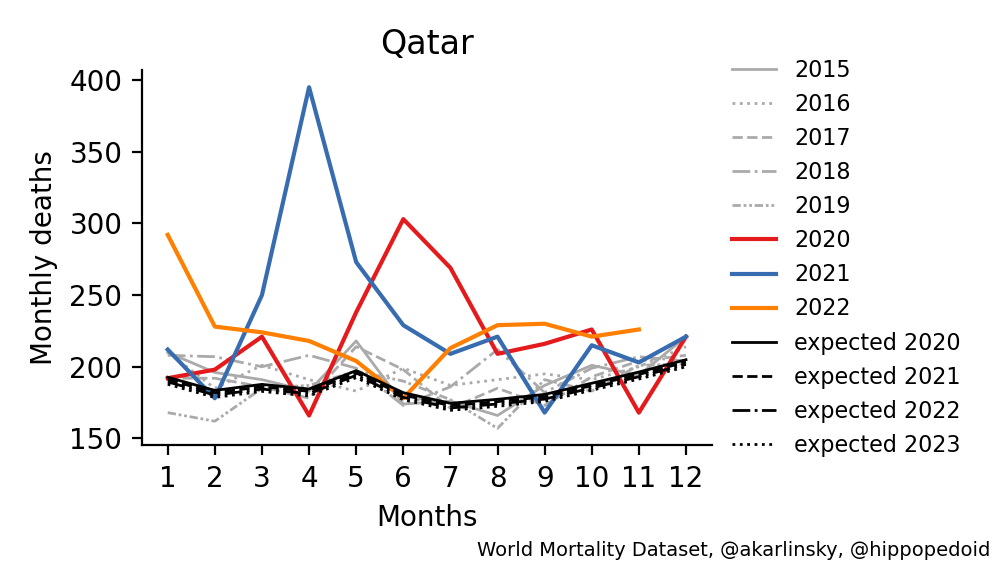 Qatar
Monthly deaths
400
350
300
250
200
150
1 2 3 4 5 6 7 8 9 10 11 12
Months
2015
2016
2017
2018
2019
2020
2021
2022
expected 2020
expected 2021
expected 2022
expected 2023
World Mortality Dataset, @akarlinsky, @hippopedoid